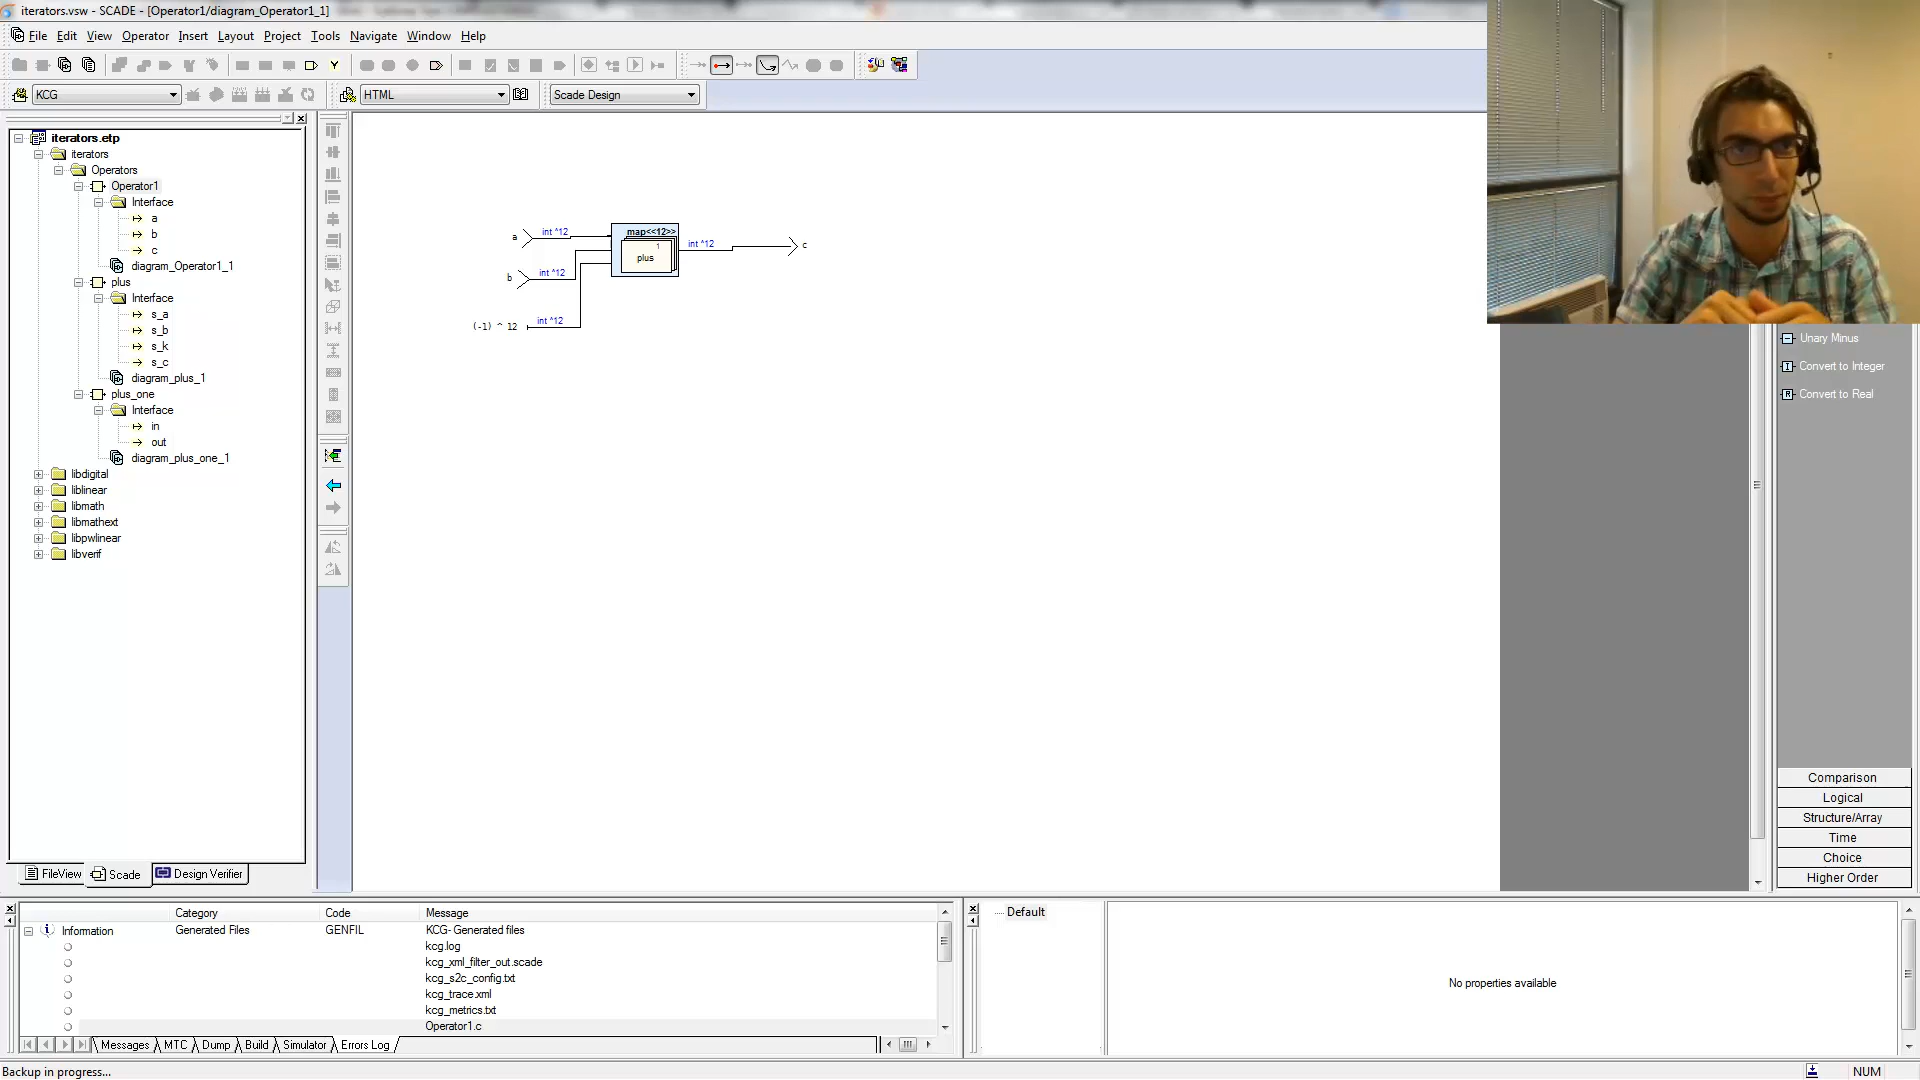 iterators.vsw - SCADE - [Operator1/diagram_Operator1_1]
File Edit View Operator Insert Layout Project Tools Navigate Window Help
KCG HTML Scade Design
iterators.etp
iterators
Operators
Operator1
Interface
a
b
c
diagram_Operator1_1
plus
Interface
s_a
s_b
s_k
s_c
diagram_plus_1
plus_one
Interface
in
out
diagram_plus_one_1
libdigital
liblinear
libmath
libmathext
libpwlinear
libverif
FileView Scade Design Verifier
a int ^12 map<<12>> int ^12 c
1
plus
b int ^12
(-1) ^ 12 int ^12
Unary Minus
Convert to Integer
Convert to Real
Comparison
Logical
Structure/Array
Time
Choice
Higher Order
Category Code Message
Information Generated Files GENFIL KCG- Generated files
kcg.log
kcg_xml_filter_out.scade
kcg_s2c_config.txt
kcg_trace.xml
kcg_metrics.txt
Operator1.c
Messages MTC Dump Build Simulator Errors Log
Default
No properties available
Backup in progress...
NUM